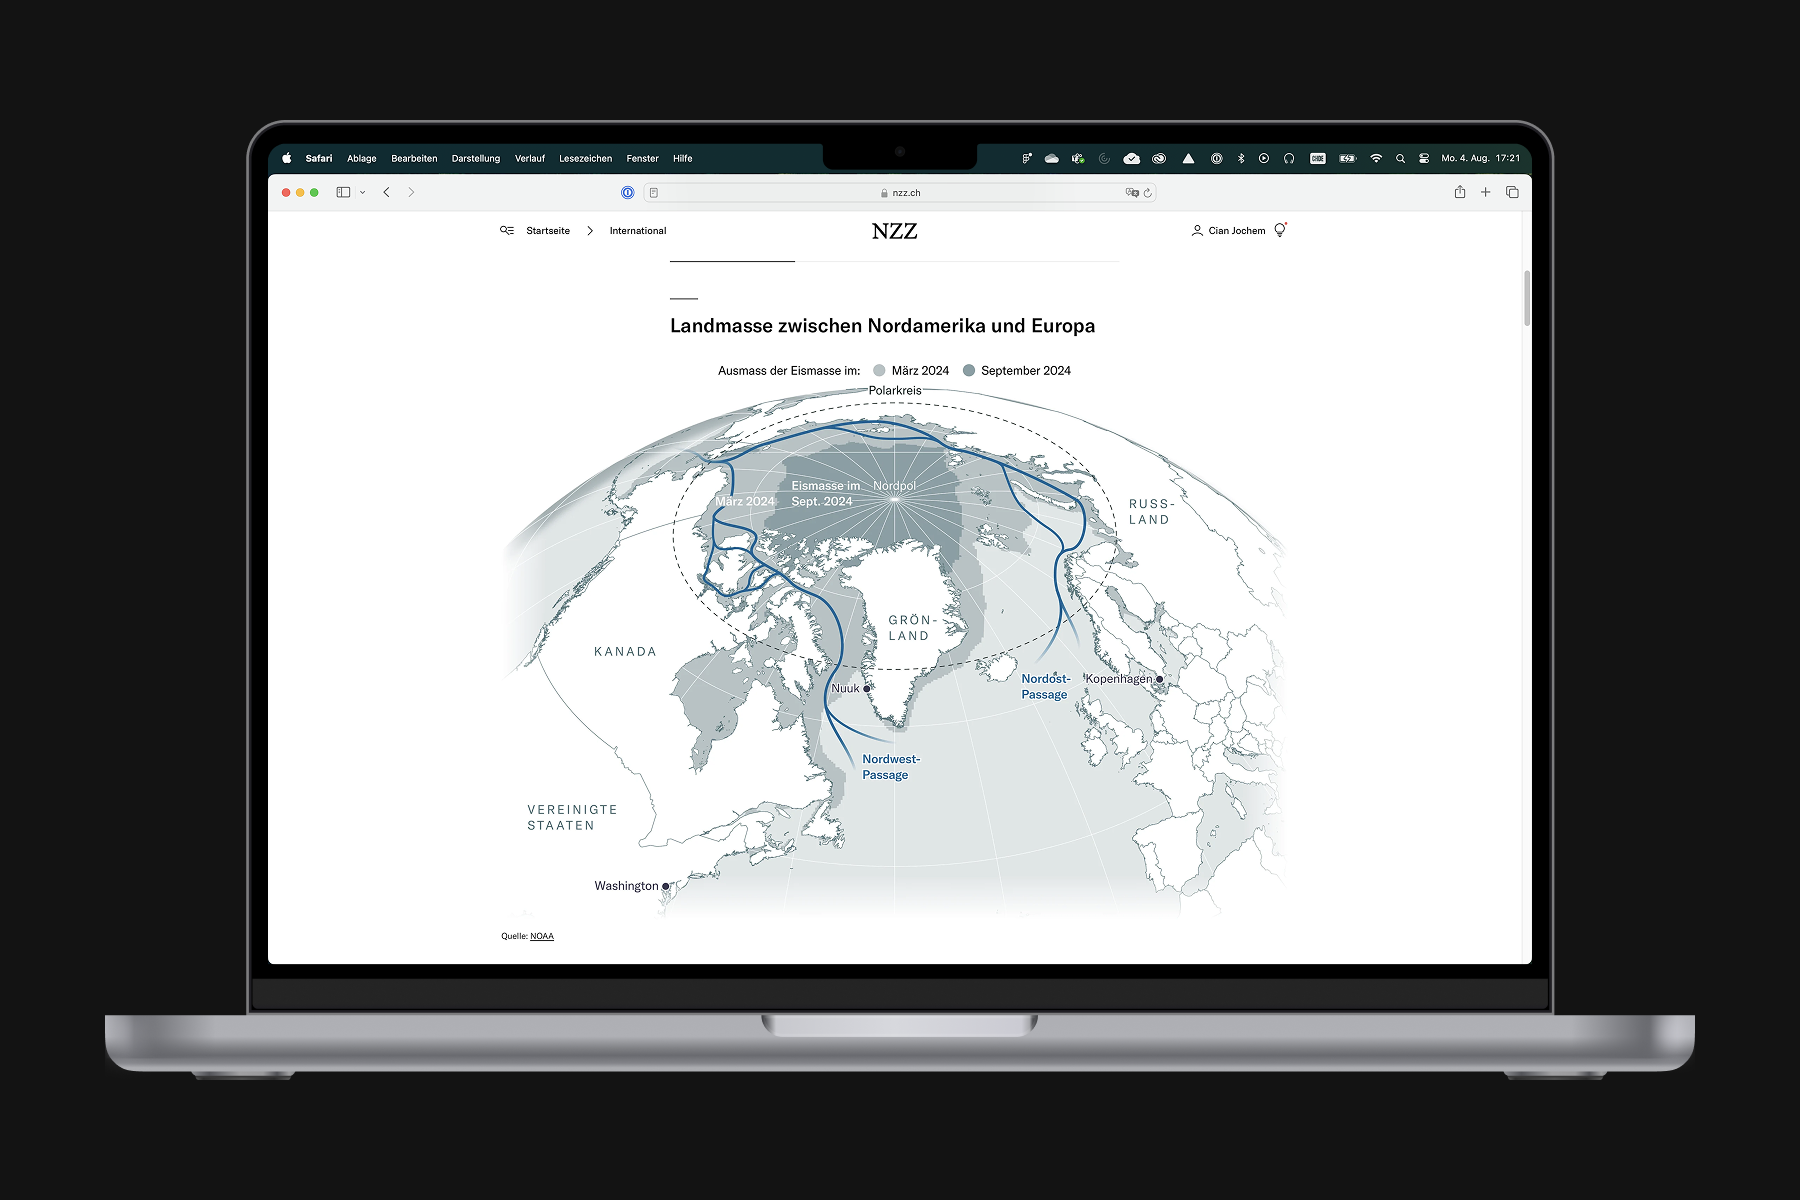 Safari Ablage Bearbeiten Darstellung Verlauf Lesezeichen Fenster Hilfe
Mo. 4. Aug. 17:21
nzz.ch
Startseite International
NZZ
Cian Jochem
Landmasse zwischen Nordamerika und Europa
Ausmass der Eismasse im: März 2024 September 2024
Polarkreis
Eismasse im
Sept. 2024
Nordpol
März 2024
RUSS-
LAND
GRÖN-
LAND
KANADA
Nuuk
Nordost-
Passage
Kopenhagen
Nordwest-
Passage
VEREINIGTE
STAATEN
Washington
Quelle: NOAA